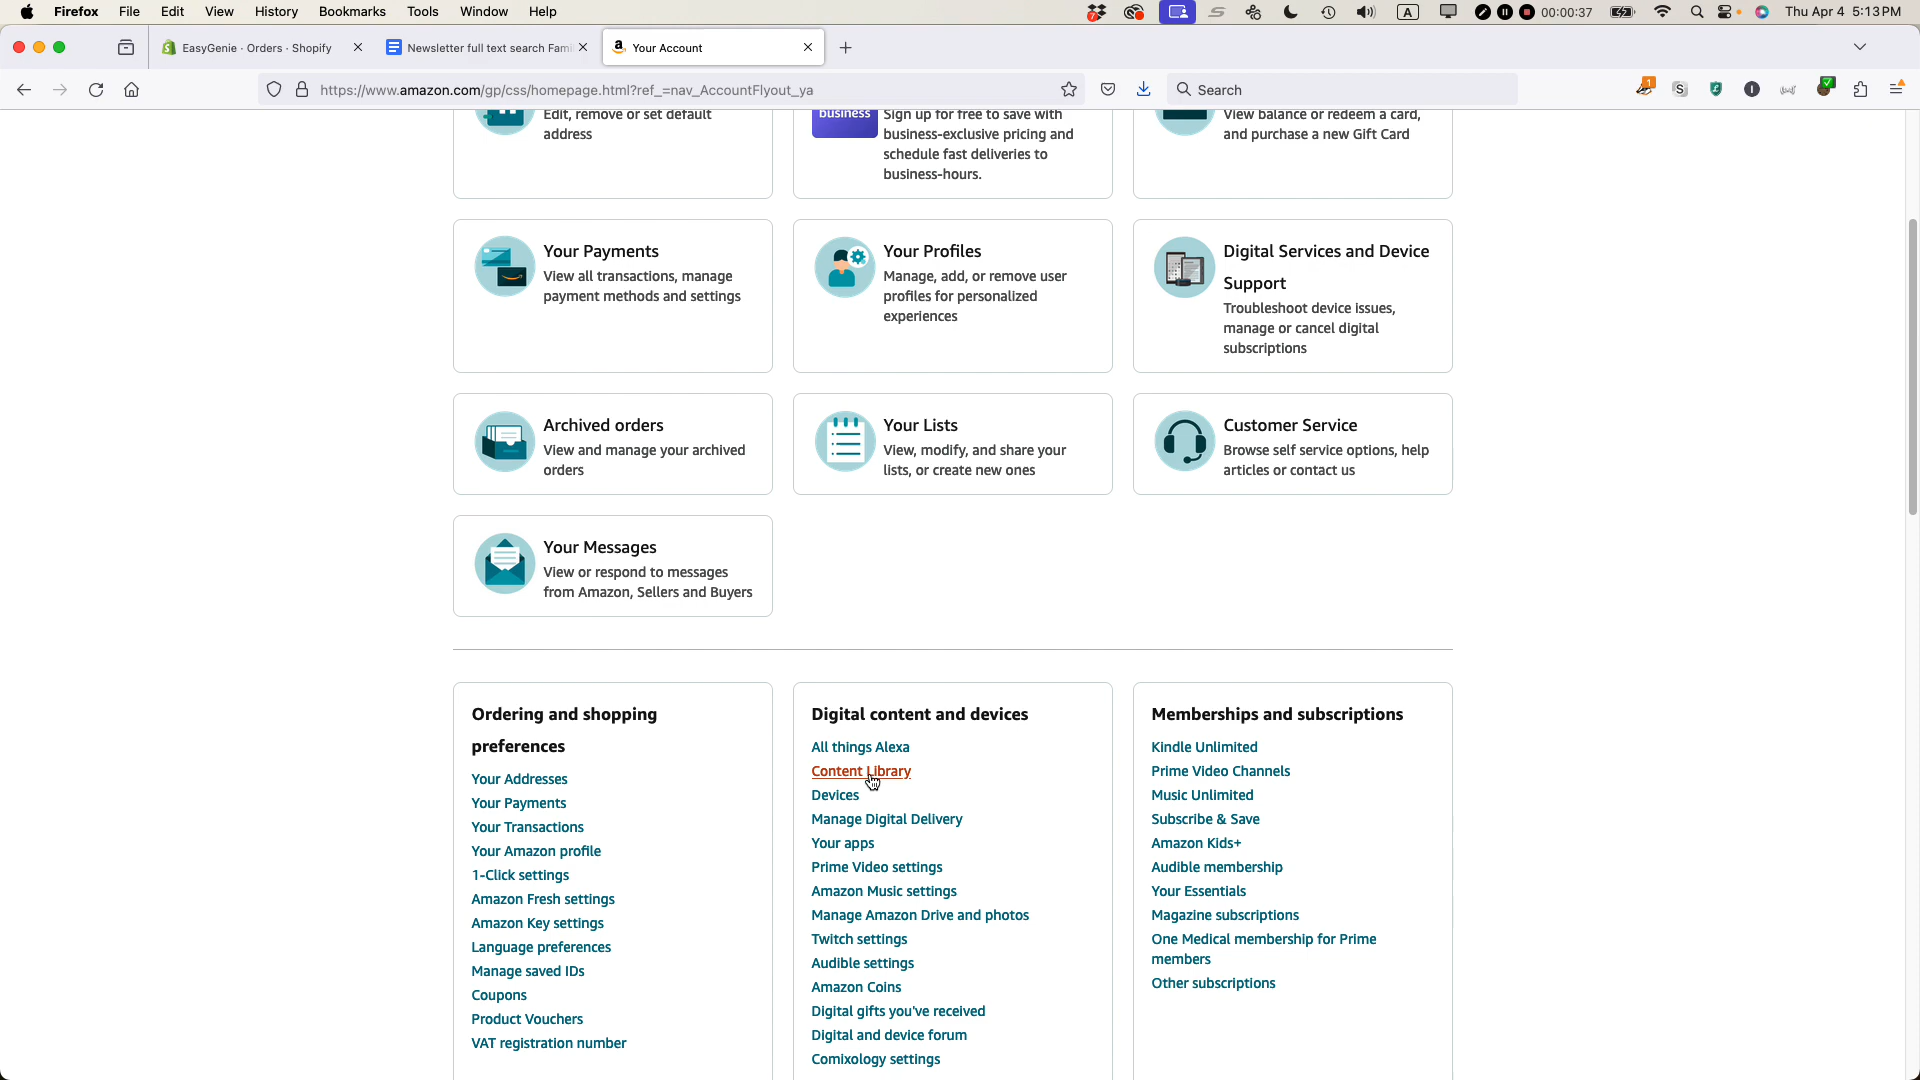 Firefox File Edit View History Bookmarks Tools Window Help
7 A 00:00:37 Thu Apr 4 5:13 PM
EasyGenie · Orders · Shopify
Newsletter full text search Fami
Your Account
https://www.amazon.com/gp/css/homepage.html?ref_=nav_AccountFlyout_ya
Search
1
Edit, remove or set default
address
business
Sign up for free to save with
business-exclusive pricing and
schedule fast deliveries to
business-hours.
View balance or redeem a card,
and purchase a new Gift Card
Your Payments
View all transactions, manage
payment methods and settings
Your Profiles
Manage, add, or remove user
profiles for personalized
experiences
Digital Services and Device
Support
Troubleshoot device issues,
manage or cancel digital
subscriptions
Archived orders
View and manage your archived
orders
Your Lists
View, modify, and share your
lists, or create new ones
Customer Service
Browse self service options, help
articles or contact us
Your Messages
View or respond to messages
from Amazon, Sellers and Buyers
Ordering and shopping
preferences
Your Addresses
Your Payments
Your Transactions
Your Amazon profile
1-Click settings
Amazon Fresh settings
Amazon Key settings
Language preferences
Manage saved IDs
Coupons
Product Vouchers
VAT registration number
Digital content and devices
All things Alexa
Content Library
Devices
Manage Digital Delivery
Your apps
Prime Video settings
Amazon Music settings
Manage Amazon Drive and photos
Twitch settings
Audible settings
Amazon Coins
Digital gifts you've received
Digital and device forum
Comixology settings
Memberships and subscriptions
Kindle Unlimited
Prime Video Channels
Music Unlimited
Subscribe & Save
Amazon Kids+
Audible membership
Your Essentials
Magazine subscriptions
One Medical membership for Prime
members
Other subscriptions